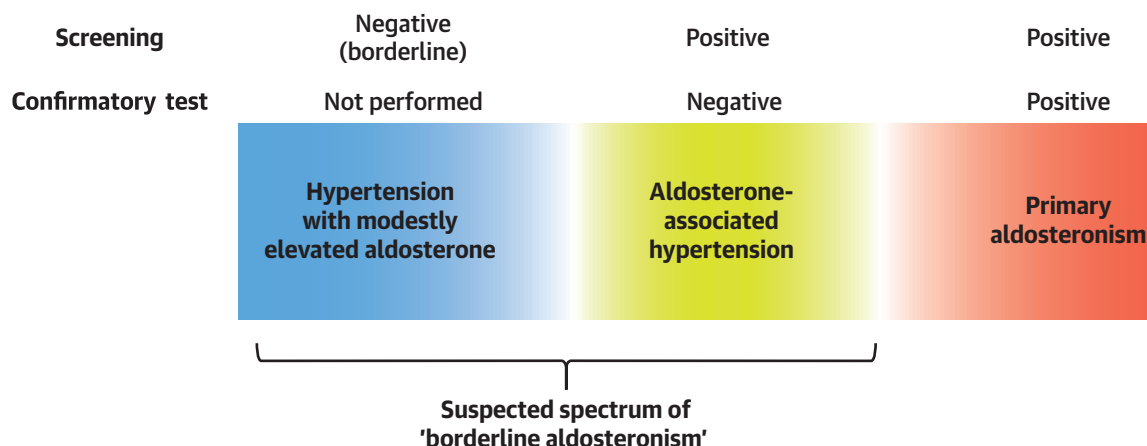 Screening
Negative
(borderline)
Positive
Positive
Confirmatory test
Not performed
Negative
Positive
Hypertension
with modestly
elevated aldosterone
Aldosterone-
associated
hypertension
Primary
aldosteronism
Suspected spectrum of
'borderline aldosteronism'